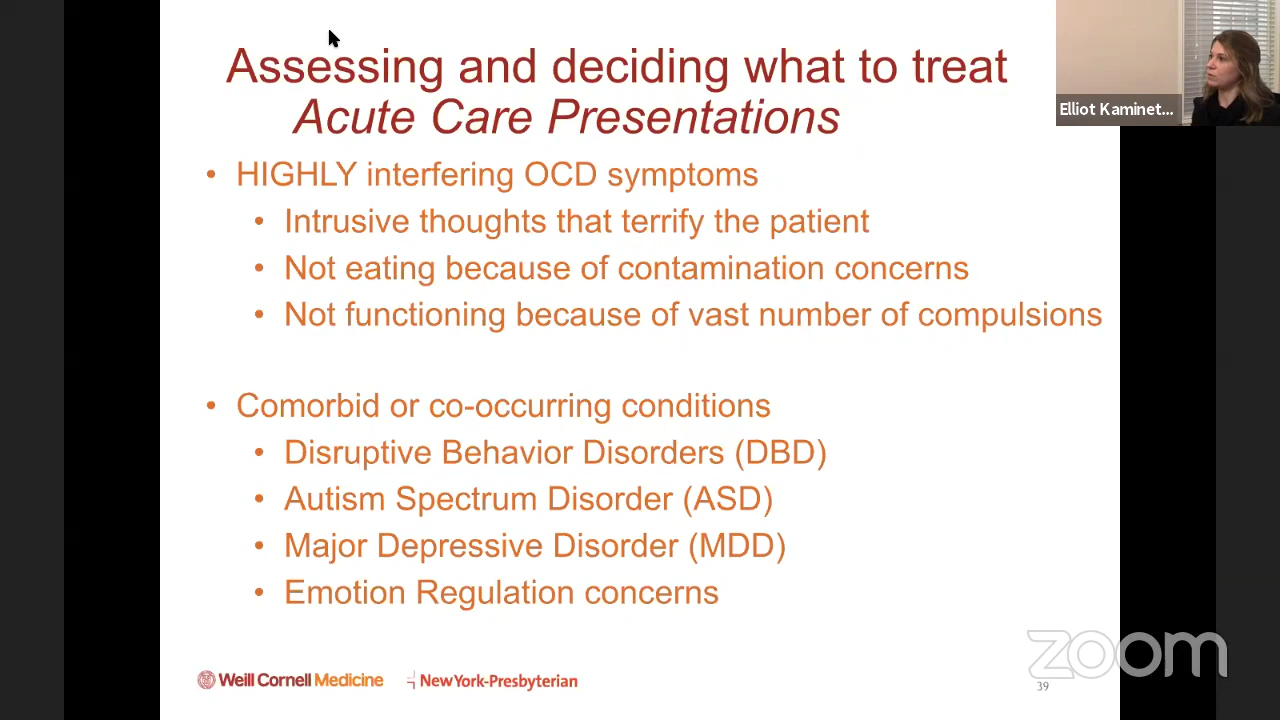 Assessing and deciding what to treat
Acute Care Presentations
Elliot Kaminet...
• HIGHLY interfering OCD symptoms
• Intrusive thoughts that terrify the patient
• Not eating because of contamination concerns
• Not functioning because of vast number of compulsions
• Comorbid or co-occurring conditions
• Disruptive Behavior Disorders (DBD)
• Autism Spectrum Disorder (ASD)
• Major Depressive Disorder (MDD)
• Emotion Regulation concerns
Weill Cornell Medicine NewYork-Presbyterian
zoom
39